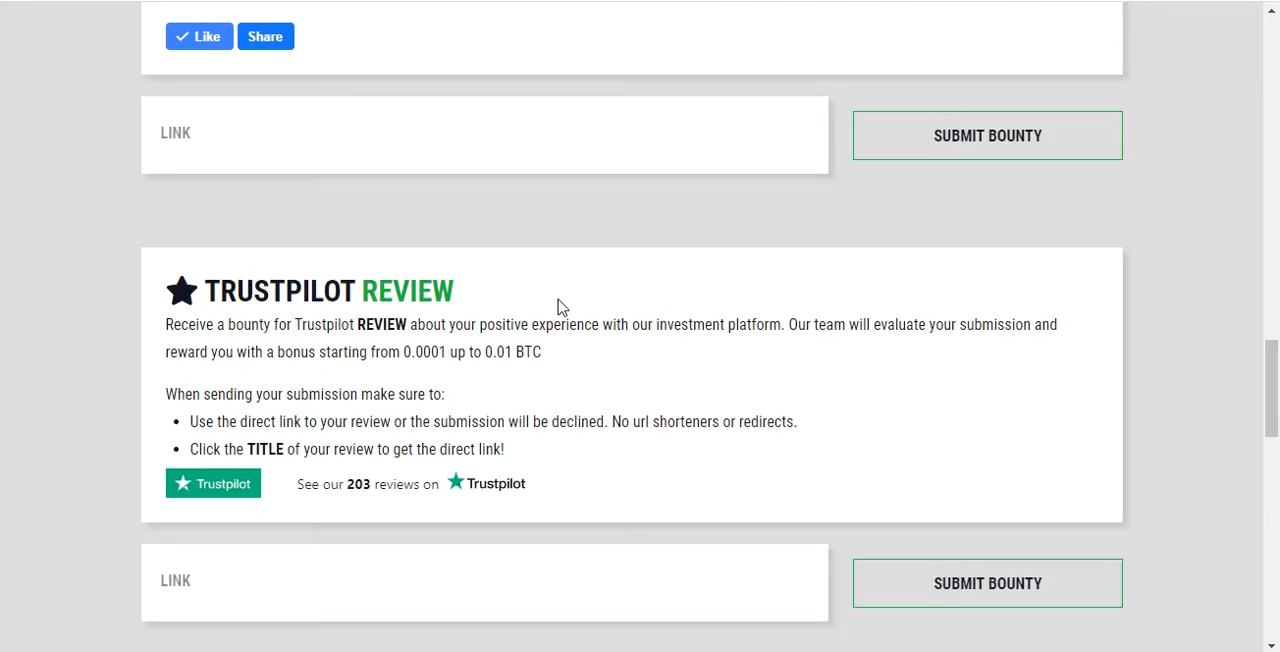 Like Share
LINK
SUBMIT BOUNTY
TRUSTPILOT REVIEW
Receive a bounty for Trustpilot REVIEW about your positive experience with our investment platform. Our team will evaluate your submission and
reward you with a bonus starting from 0.0001 up to 0.01 BTC
When sending your submission make sure to:
• Use the direct link to your review or the submission will be declined. No url shorteners or redirects.
• Click the TITLE of your review to get the direct link!
Trustpilot See our 203 reviews on Trustpilot
LINK
SUBMIT BOUNTY